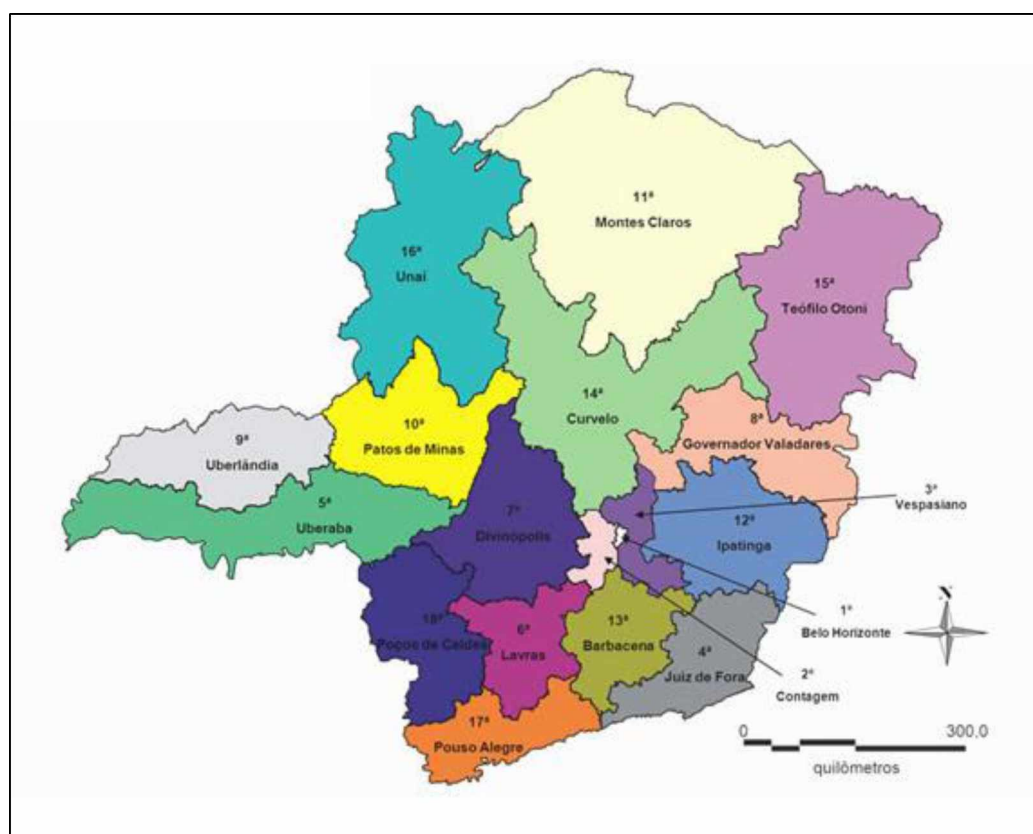 11ª
Montes Claros
16ª
Unaí
15ª
Teófilo Otoni
14ª
Curvelo
8ª
Governador Valadares
10ª
Patos de Minas
9ª
Uberlândia
5ª
Uberaba
7ª
Divinópolis
3ª
Vespasiano
12ª
Ipatinga
N
1ª
Belo Horizonte
18ª
Poços de Caldas
6ª
Lavras
13ª
Barbacena
4ª
Juiz de Fora
2ª
Contagem
17ª
Pouso Alegre
0 300,0
quilômetros